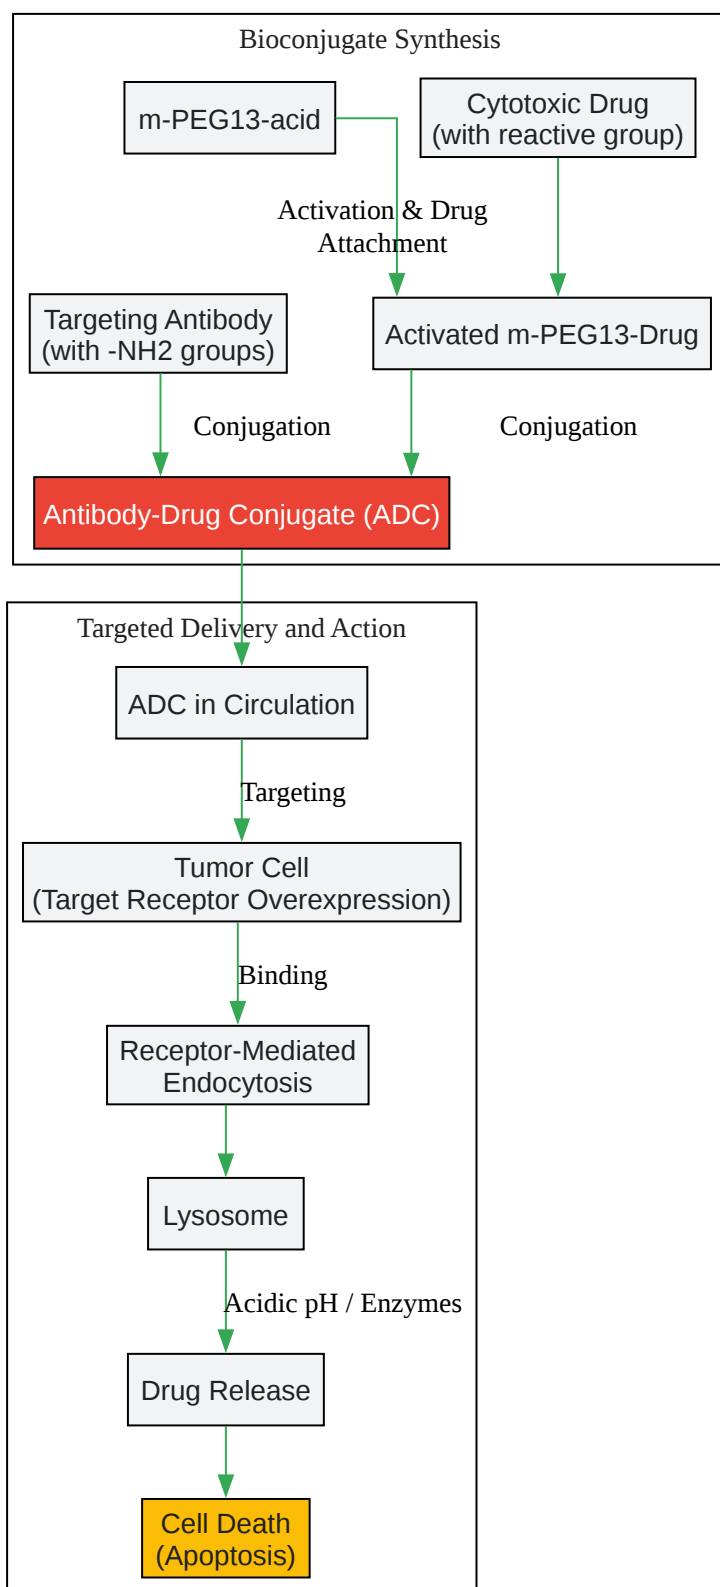 Bioconjugate Synthesis
m-PEG13-acid
Cytotoxic Drug
(with reactive group)
Activation & Drug
Attachment
Targeting Antibody
(with -NH2 groups)
Activated m-PEG13-Drug
Conjugation
Conjugation
Antibody-Drug Conjugate (ADC)
Targeted Delivery and Action
ADC in Circulation
Targeting
Tumor Cell
(Target Receptor Overexpression)
Binding
Receptor-Mediated
Endocytosis
Lysosome
Acidic pH / Enzymes
Drug Release
Cell Death
(Apoptosis)